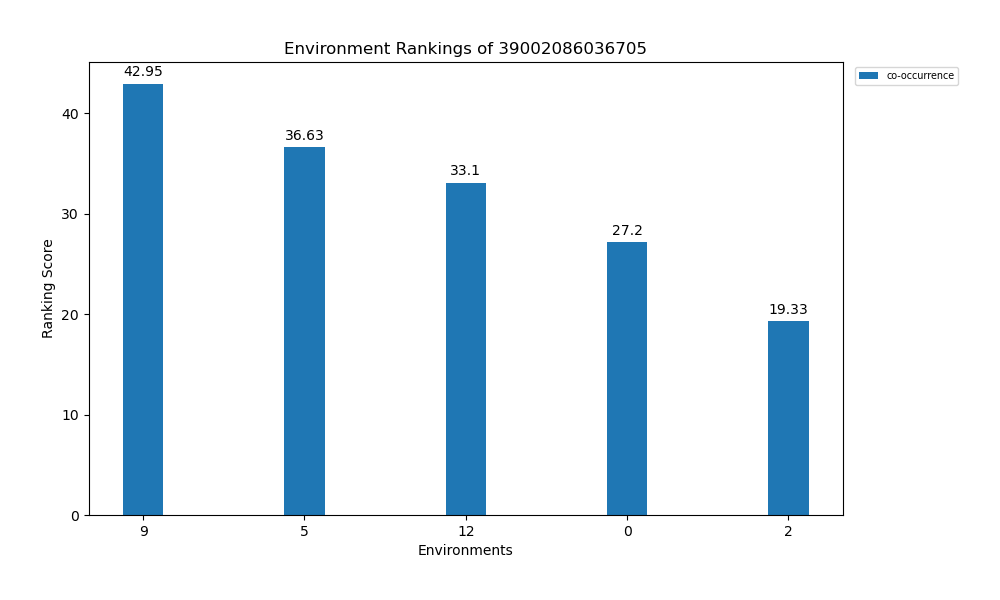 Environment Rankings of 39002086036705
co-occurrence
42.95
36.63
33.1
27.2
19.33
Ranking Score
40
30
20
10
0
9 5 12 0 2
Environments